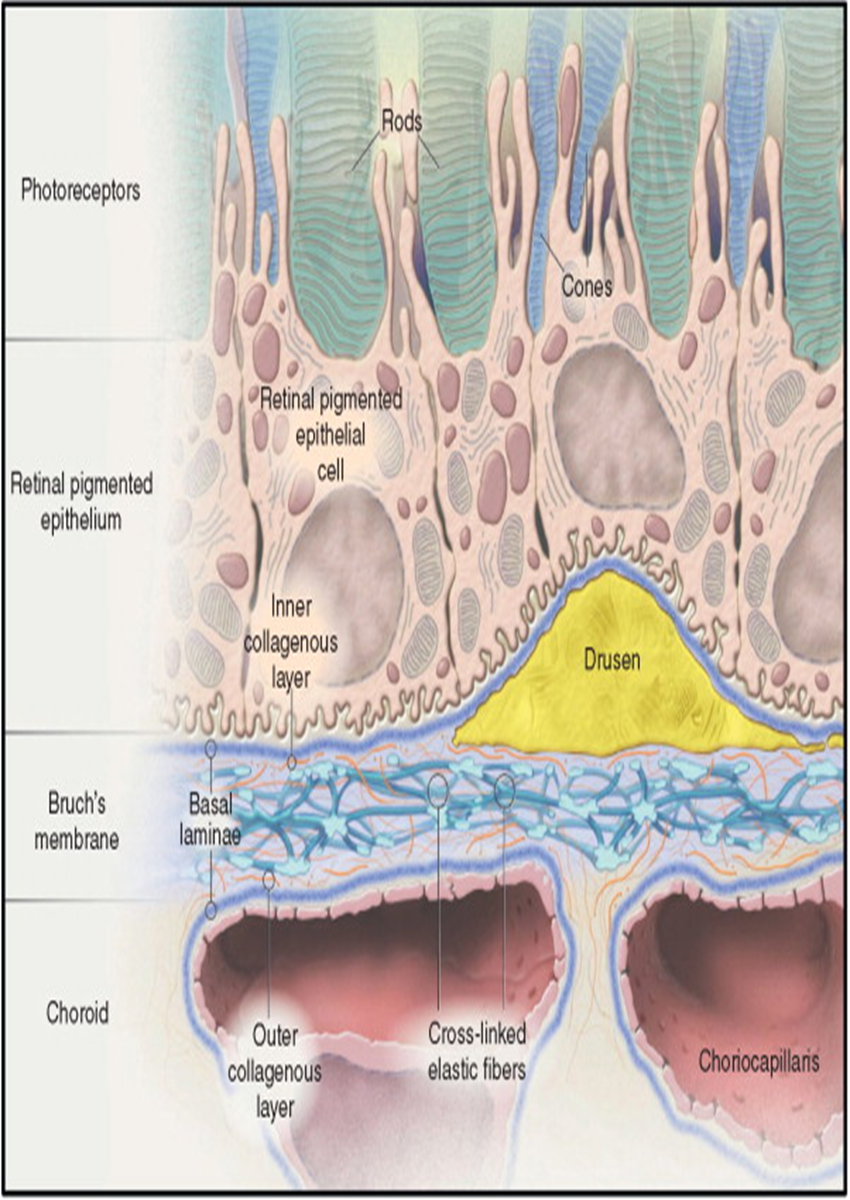 Rods
Photoreceptors
Cones
Retinal pigmented
epithelial
cell
Retinal pigmented
epithelium
Inner
collagenous
layer
Drusen
Bruch's
membrane
Basal
laminae
Choroid
Outer
collagenous
layer
Cross-linked
elastic fibers
Choriocapillaris